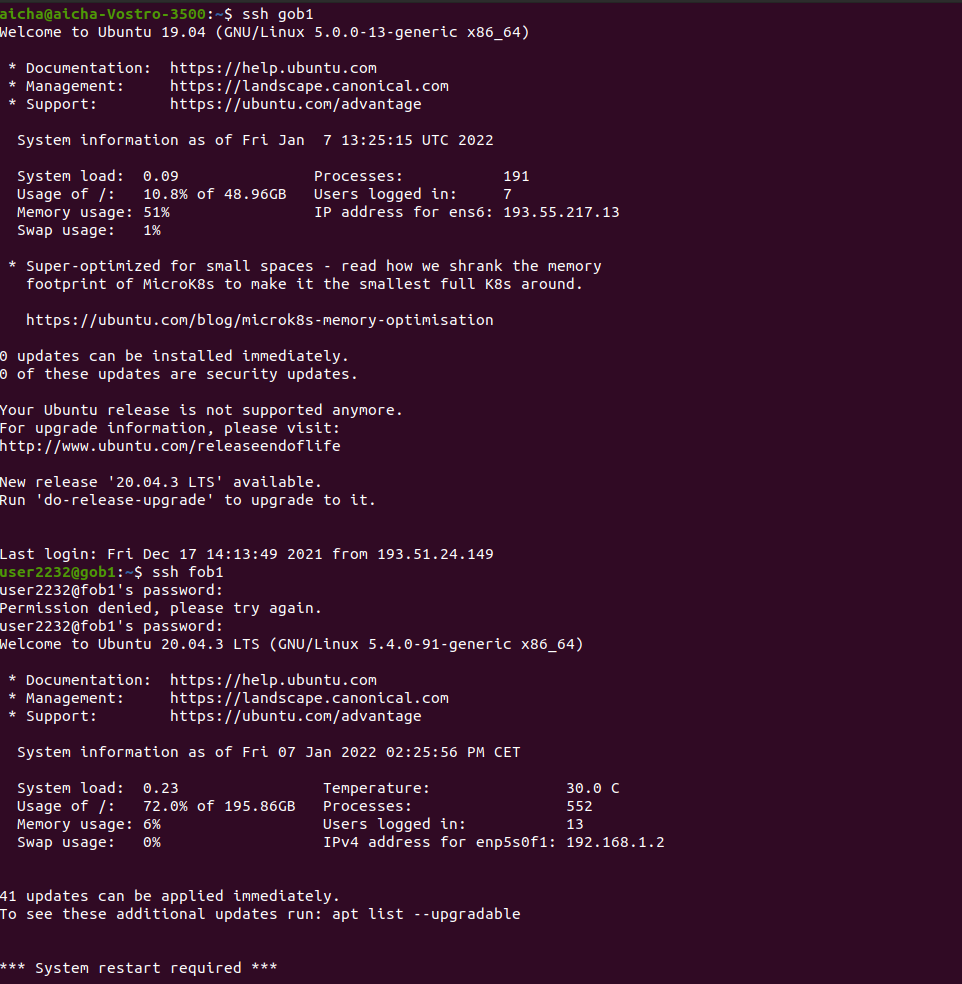 aicha@aicha-Vostro-3500:~$ ssh gob1
Welcome to Ubuntu 19.04 (GNU/Linux 5.0.0-13-generic x86_64)
* Documentation:  https://help.ubuntu.com
* Management:     https://landscape.canonical.com
* Support:        https://ubuntu.com/advantage
System information as of Fri Jan  7 13:25:15 UTC 2022
System load:  0.09               Processes:           191
Usage of /:   10.8% of 48.96GB   Users logged in:     7
Memory usage: 51%                IP address for ens6: 193.55.217.13
Swap usage:   1%
* Super-optimized for small spaces - read how we shrank the memory
footprint of MicroK8s to make it the smallest full K8s around.
https://ubuntu.com/blog/microk8s-memory-optimisation
0 updates can be installed immediately.
0 of these updates are security updates.
Your Ubuntu release is not supported anymore.
For upgrade information, please visit:
http://www.ubuntu.com/releaseendoflife
New release '20.04.3 LTS' available.
Run 'do-release-upgrade' to upgrade to it.
Last login: Fri Dec 17 14:13:49 2021 from 193.51.24.149
user2232@gob1:~$ ssh fob1
user2232@fob1's password:
Permission denied, please try again.
user2232@fob1's password:
Welcome to Ubuntu 20.04.3 LTS (GNU/Linux 5.4.0-91-generic x86_64)
* Documentation:  https://help.ubuntu.com
* Management:     https://landscape.canonical.com
* Support:        https://ubuntu.com/advantage
System information as of Fri 07 Jan 2022 02:25:56 PM CET
System load:  0.23                Temperature:               30.0 C
Usage of /:   72.0% of 195.86GB   Processes:                 552
Memory usage: 6%                  Users logged in:           13
Swap usage:   0%                  IPv4 address for enp5s0f1: 192.168.1.2
41 updates can be applied immediately.
To see these additional updates run: apt list --upgradable
*** System restart required ***